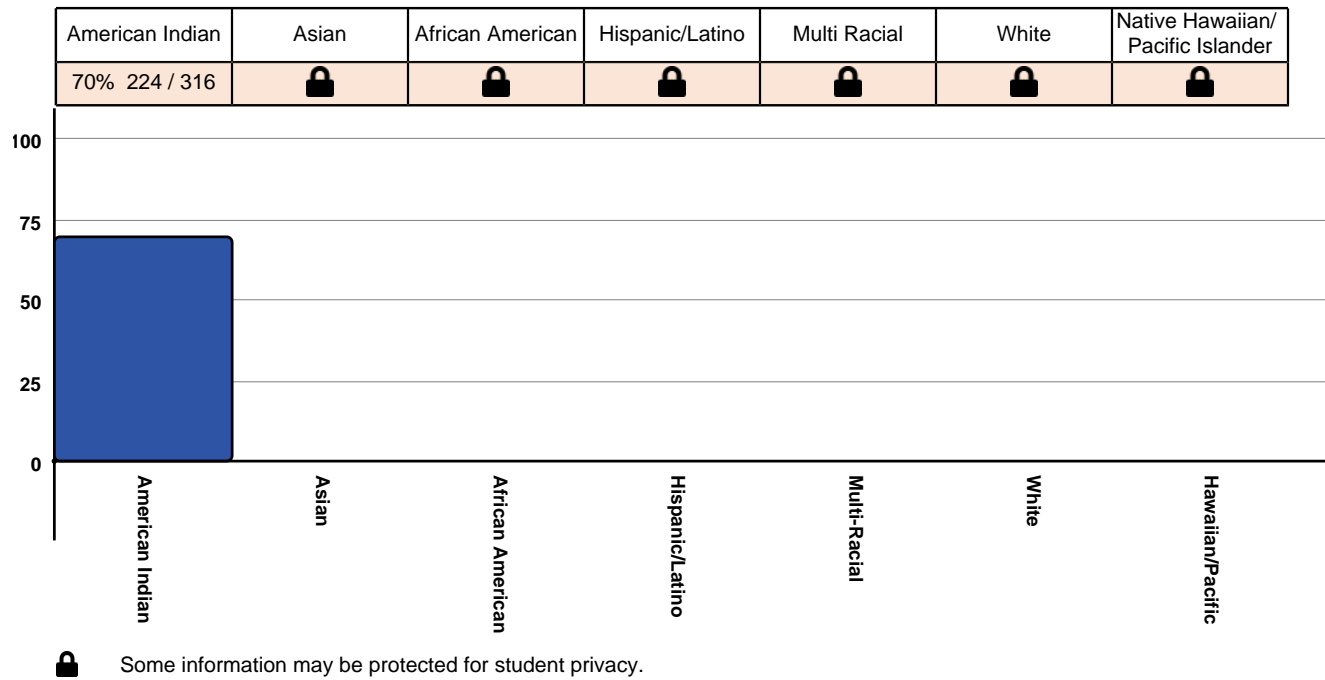 American Indian Asian African American Hispanic/Latino Multi Racial White Native Hawaiian/
Pacific Islander
70% 224 / 316
100
75
50
25
0
American Indian
Asian
African American
Hispanic/Latino
Multi-Racial
White
Hawaiian/Pacific
Some information may be protected for student privacy.